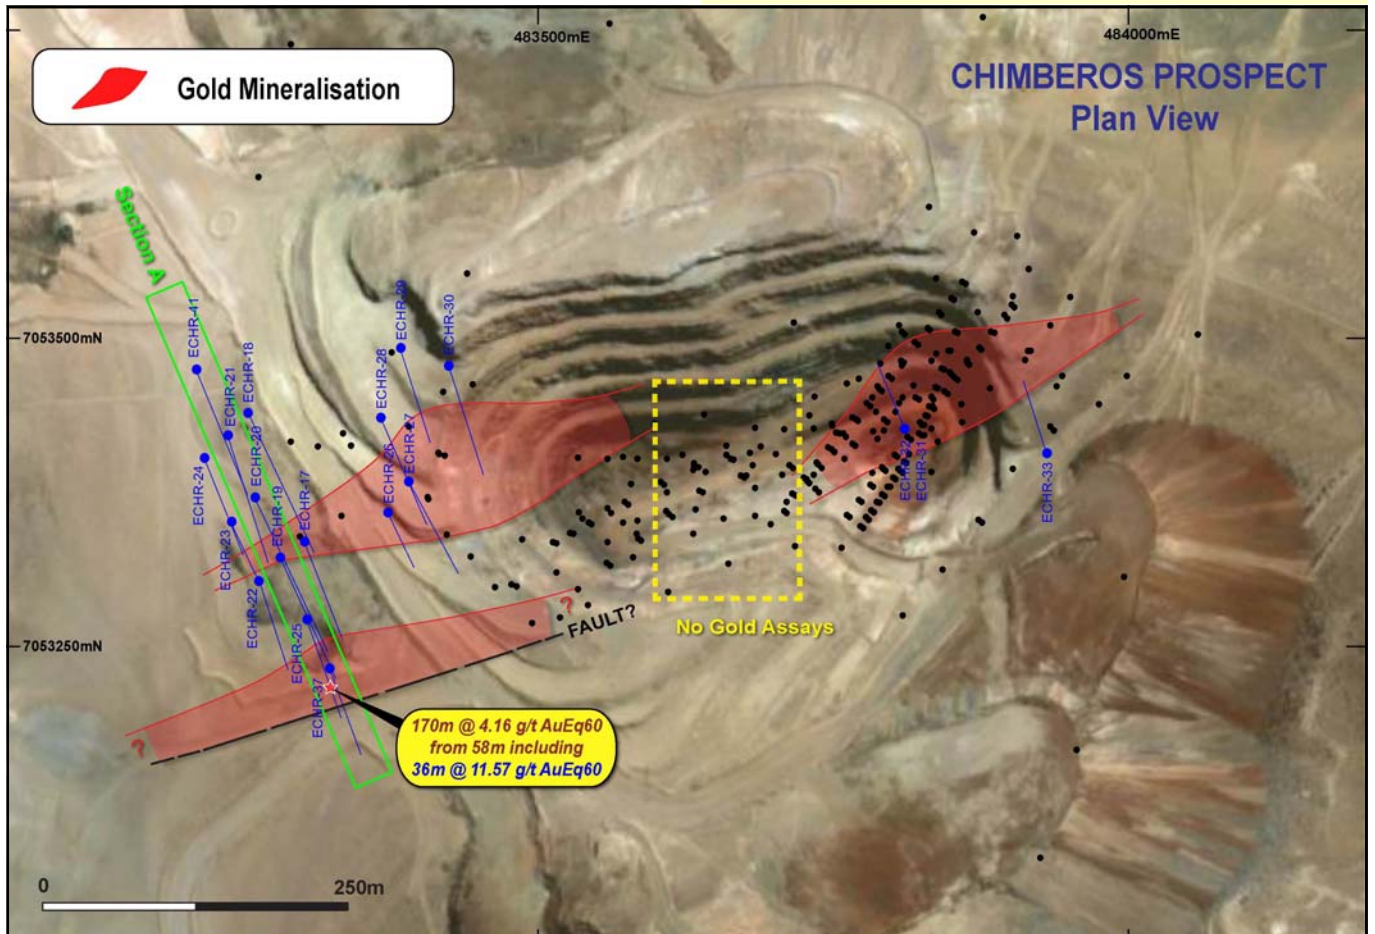 483500mE
484000mE
Gold Mineralisation
CHIMBEROS PROSPECT
Plan View
Section A
ECHR-11
ECHR-29
ECHR-30
7053500mN
ECHR-18
ECHR-21
ECHR-28
ECHR-27
ECHR-20
ECHR-26
ECHR-24
ECHR-17
ECHR-19
ECHR-32
ECHR-31
ECHR-33
ECHR-23
ECHR-22
?
FAULT?
No Gold Assays
7053250mN
ECHR-25
ECHR-37
?
170m @ 4.16 g/t AuEq60
from 58m including
36m @ 11.57 g/t AuEq60
0
250m